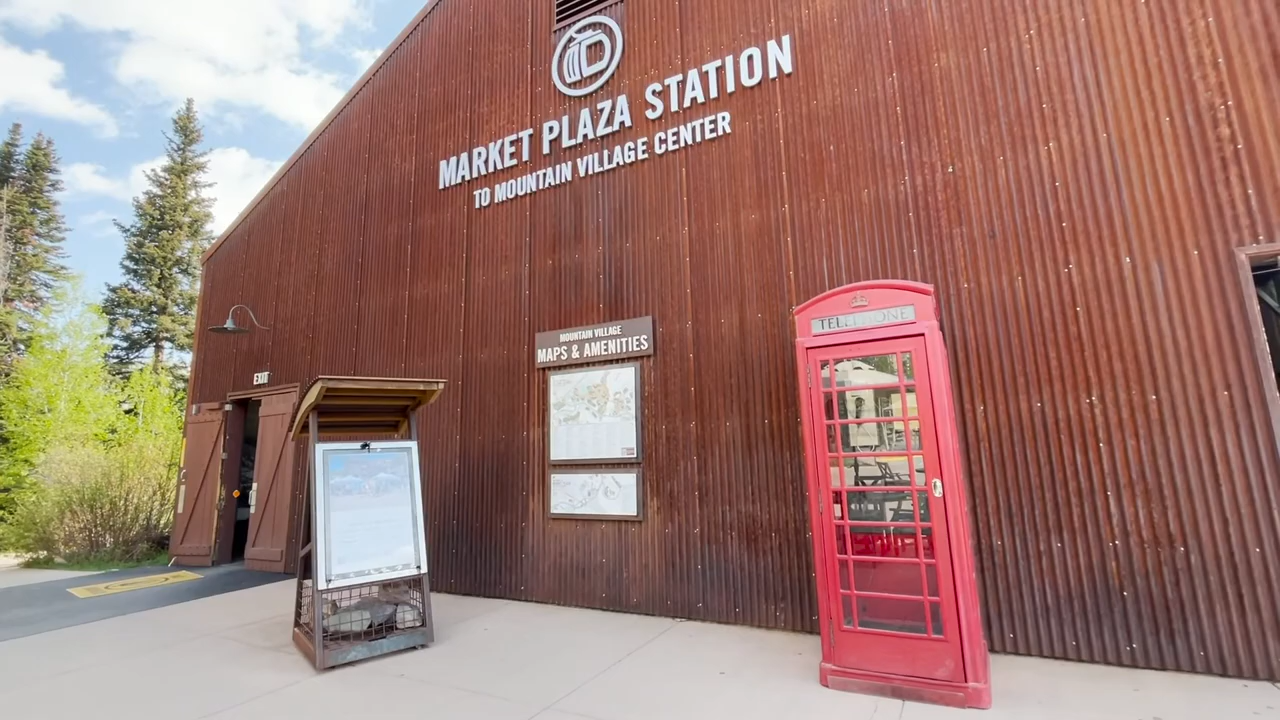 MARKET PLAZA STATION
TO MOUNTAIN VILLAGE CENTER
TELEPHONE
MOUNTAIN VILLAGE
MAPS & AMENITIES
EXIT